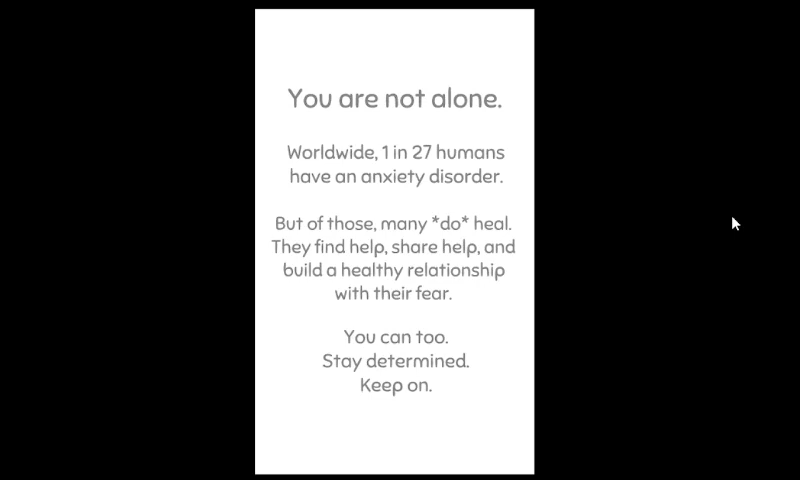 You are not alone.
Worldwide, 1 in 27 humans
have an anxiety disorder.
But of those, many *do* heal.
They find help, share help, and
build a healthy relationship
with their fear.
You can too.
Stay determined.
Keep on.